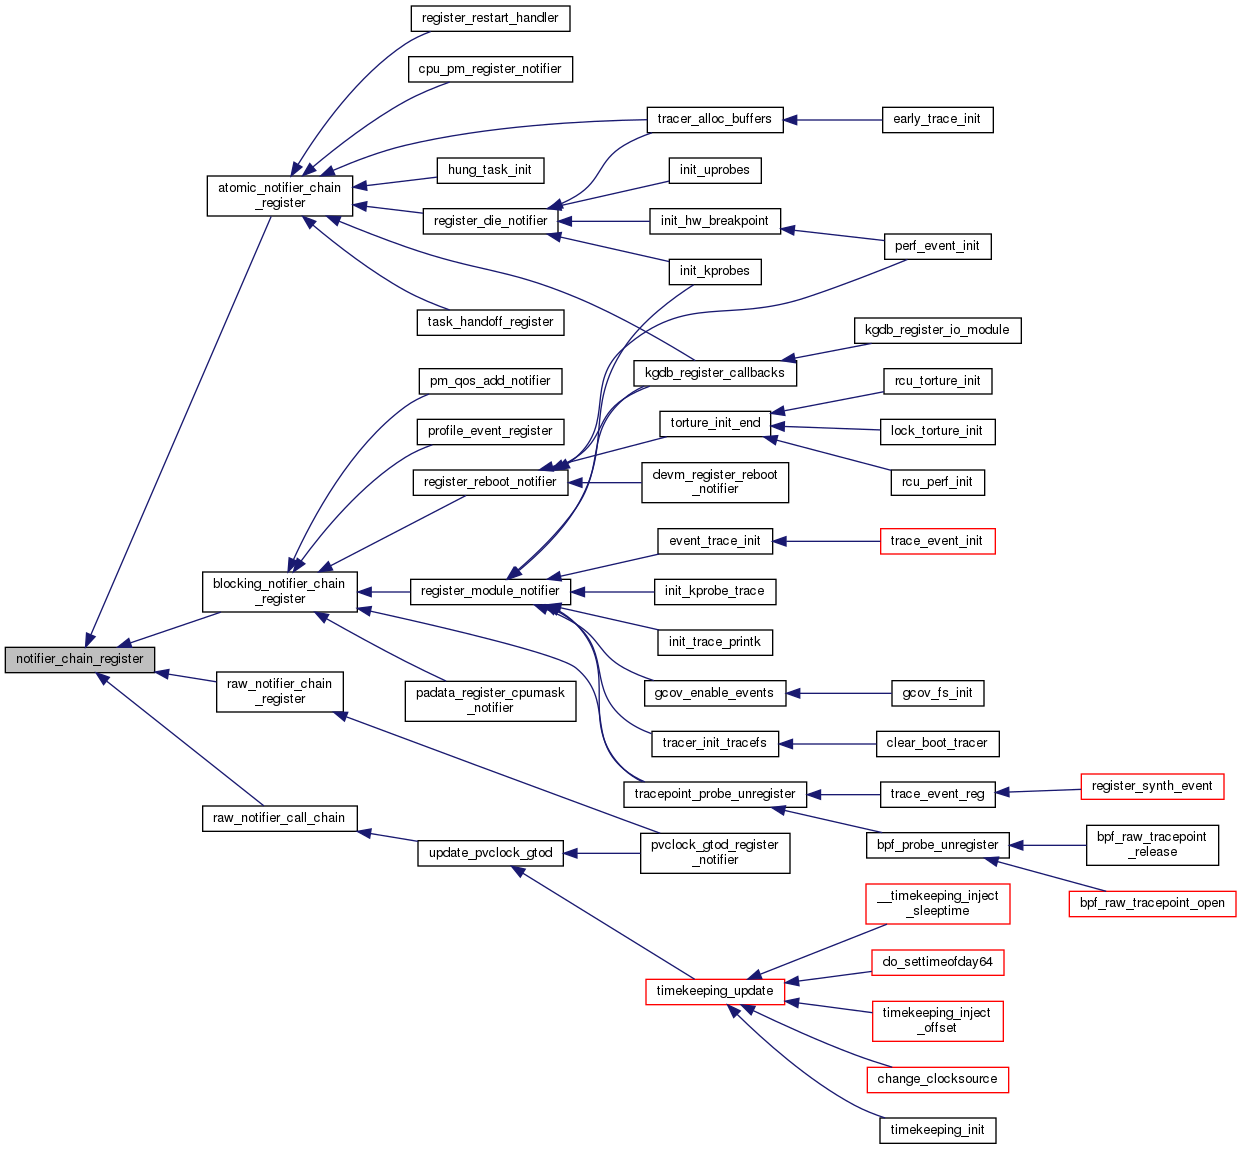 register_restart_handler
cpu_pm_register_notifier
tracer_alloc_buffers
early_trace_init
hung_task_init
init_uprobes
atomic_notifier_chain
_register
register_die_notifier
init_hw_breakpoint
perf_event_init
init_kprobes
task_handoff_register
kgdb_register_io_module
kgdb_register_callbacks
pm_qos_add_notifier
rcu_torture_init
profile_event_register
torture_init_end
lock_torture_init
register_reboot_notifier
devm_register_reboot
_notifier
rcu_perf_init
event_trace_init
trace_event_init
blocking_notifier_chain
_register
register_module_notifier
init_kprobe_trace
init_trace_printk
notifier_chain_register
raw_notifier_chain
_register
padata_register_cpumask
_notifier
gcov_enable_events
gcov_fs_init
tracer_init_tracefs
clear_boot_tracer
tracepoint_probe_unregister
trace_event_reg
register_synth_event
raw_notifier_call_chain
update_pvclock_gtod
pvclock_gtod_register
_notifier
bpf_probe_unregister
bpf_raw_tracepoint
_release
bpf_raw_tracepoint_open
__timekeeping_inject
_sleeptime
do_settimeofday64
timekeeping_update
timekeeping_inject
_offset
change_clocksource
timekeeping_init